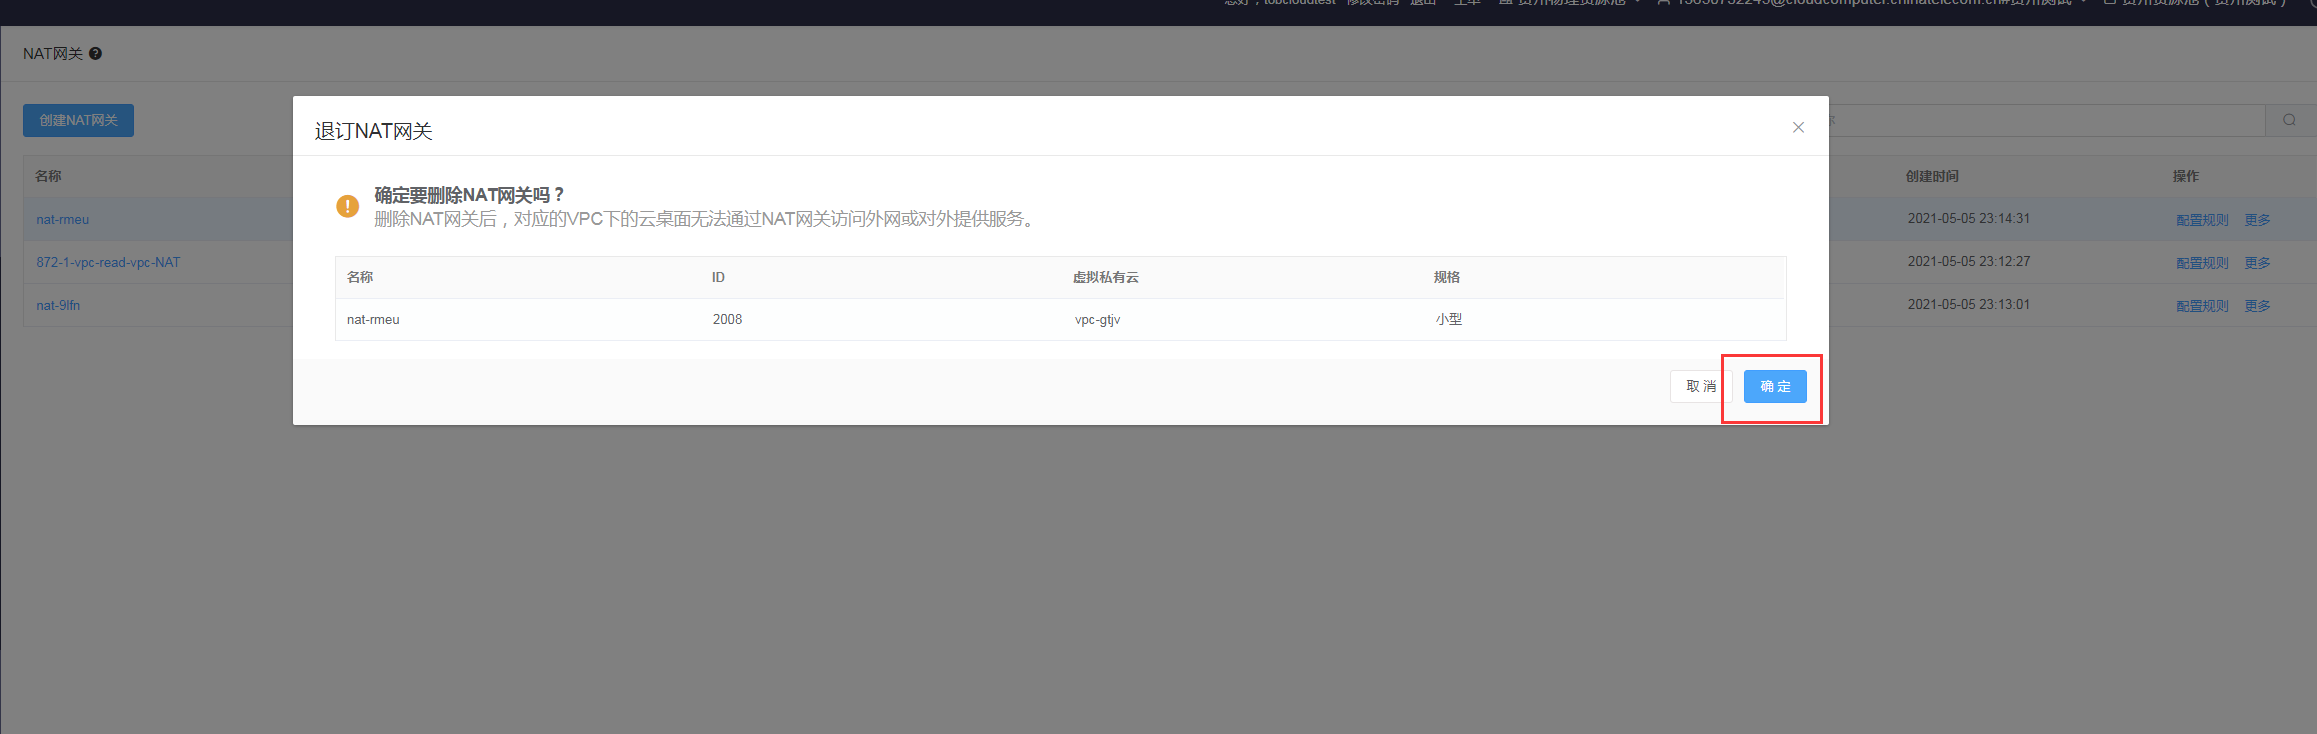 NAT网关
创建NAT网关
退订NAT网关
名称
创建时间
操作
确定要删除NAT网关吗？
删除NAT网关后，对应的VPC下的云桌面无法通过NAT网关访问外网或对外提供服务。
nat-rmeu
2021-05-05 23:14:31
配置规则 更多
872-1-vpc-read-vpc-NAT
2021-05-05 23:12:27
配置规则 更多
nat-9lfn
2021-05-05 23:13:01
配置规则 更多
名称 ID 虚拟私有云 规格
nat-rmeu 2008 vpc-gtjv 小型
取 消 确 定